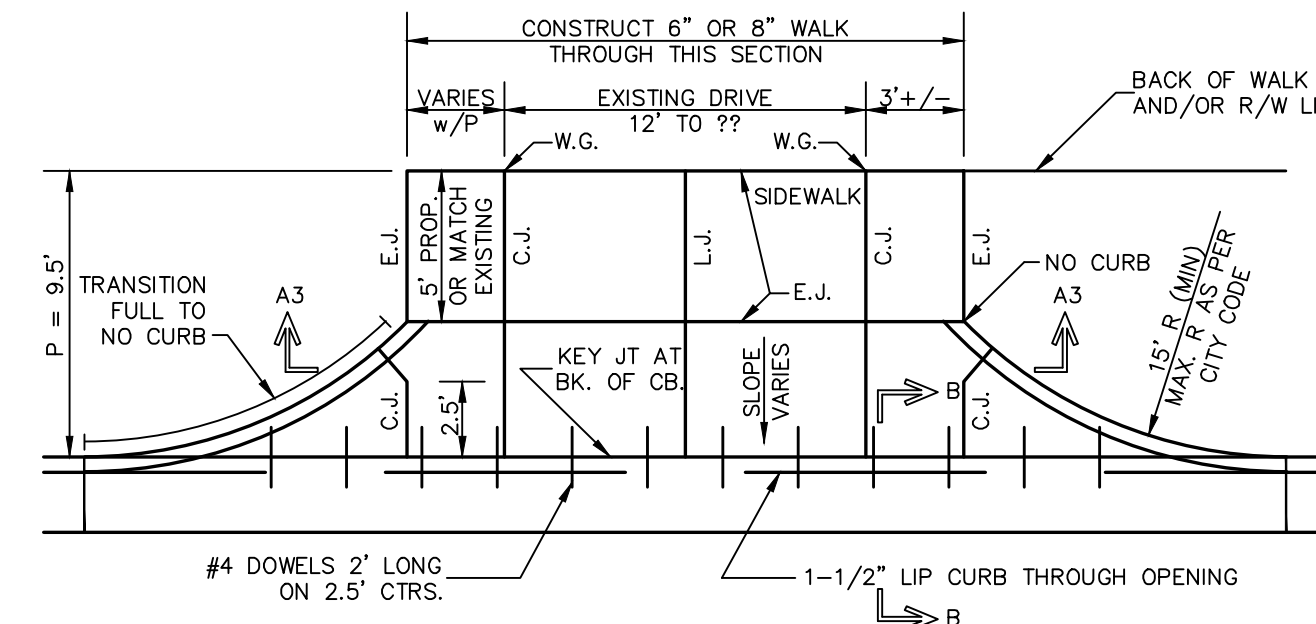 CONSTRUCT 6” OR 8” WALK
THROUGH THIS SECTION
VARIES
w/P
EXISTING DRIVE
12’ TO ??
3’+/-
BACK OF WALK
AND/OR R/W
W.G.
W.G.
P = 9.5’
E.J.
5’ PROP.
OR MATCH
EXISTING
C.J.
L.J.
SIDEWALK
C.J.
E.J.
E.J.
NO CURB
TRANSITION
FULL TO
NO CURB
A3
A3
15’ R (MIN)
MAX. R AS PER
CITY CODE
KEY JT AT
BK. OF CB.
SLOPE
VARIES
B
C.J.
2.5’
C.J.
#4 DOWELS 2’ LONG
ON 2.5’ CTRS.
1-1/2” LIP CURB THROUGH OPENING
B